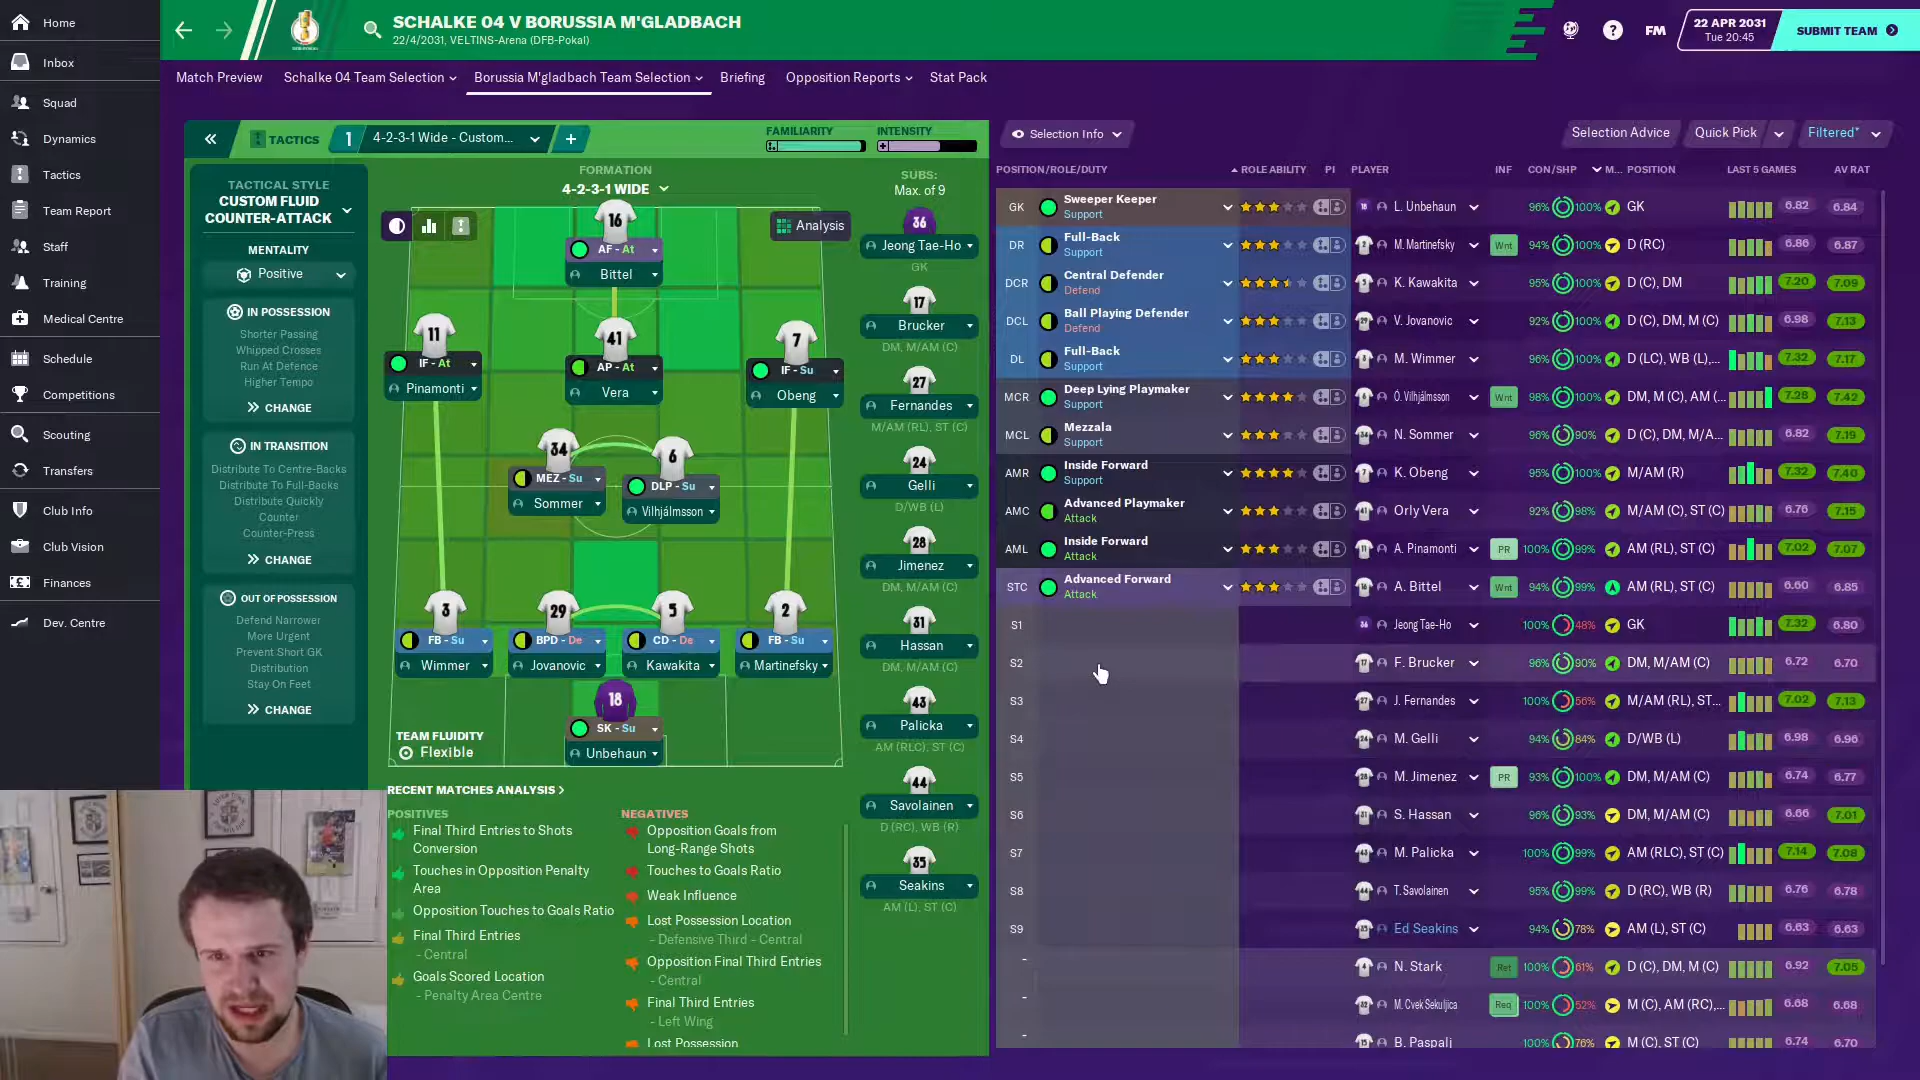 Home
Inbox
Squad
Dynamics
Tactics
Team Report
Staff
Training
Medical Centre
Schedule
Competitions
Scouting
Transfers
Club Info
Club Vision
Finances
Dev. Centre
SCHALKE 04 V BORUSSIA M'GLADBACH
22/4/2031, VELTINS-Arena (DFB-Pokal)
?
FM
22 APR 2031
Tue 20:45
SUBMIT TEAM
Match Preview
Schalke 04 Team Selection
Borussia M'gladbach Team Selection
Briefing
Opposition Reports
Stat Pack
TACTICS
1
4-2-3-1 Wide - Custom...
+
FAMILIARITY
INTENSITY
TACTICAL STYLE
CUSTOM FLUID
COUNTER-ATTACK
MENTALITY
Positive
IN POSSESSION
Shorter Passing
Whipped Crosses
Run At Defence
Higher Tempo
CHANGE
IN TRANSITION
Distribute To Centre-Backs
Distribute To Full-Backs
Distribute Quickly
Counter
Counter-Press
CHANGE
OUT OF POSSESSION
Defend Narrower
More Urgent
Prevent Short GK
Distribution
Stay On Feet
CHANGE
FORMATION
4-2-3-1 WIDE
Analysis
16
AF - At
Bittel
11
IF - At
Pinamonti
41
AP - At
Vera
7
IF - Su
Obeng
34
MEZ - Su
Sommer
6
DLP - Su
Vilhjálmsson
3
FB - Su
Wimmer
29
BPD - De
Jovanovic
5
CD - De
Kawakita
2
FB - Su
Martinefsky
18
SK - Su
Unbehaun
TEAM FLUIDITY
Flexible
SUBS:
Max. of 9
36
Jeong Tae-Ho
GK
17
Brucker
DM, M/AM (C)
27
Fernandes
M/AM (RL), ST (C)
24
Gelli
D/WB (L)
28
Jimenez
DM, M/AM (C)
31
Hassan
DM, M/AM (C)
43
Palicka
AM (RLC), ST (C)
44
Savolainen
D (RC), WB (R)
35
Seakins
AM (L), ST (C)
RECENT MATCHES ANALYSIS
POSITIVES
Final Third Entries to Shots
Conversion
Touches in Opposition Penalty
Area
Opposition Touches to Goals Ratio
Final Third Entries
- Central
Goals Scored Location
- Penalty Area Centre
NEGATIVES
Opposition Goals from
Long-Range Shots
Touches to Goals Ratio
Weak Influence
Lost Possession Location
- Defensive Third - Central
Opposition Final Third Entries
- Central
Final Third Entries
- Left Wing
Lost Possession
Selection Info
Selection Advice
Quick Pick
Filtered*
POSITION/ROLE/DUTY ROLE ABILITY PI PLAYER INF CON/SHP M... POSITION LAST 5 GAMES AV RAT
GK Sweeper Keeper Support L. Unbehaun 96% 100% GK 6.82 6.84
DR Full-Back Support M. Martinefsky Wnt 94% 100% D (RC) 6.86 6.87
DCR Central Defender Defend K. Kawakita 95% 100% D (C), DM 7.20 7.09
DCL Ball Playing Defender Defend V. Jovanovic 92% 100% D (C), DM, M (C) 6.98 7.13
DL Full-Back Support M. Wimmer 96% 100% D (LC), WB (L),... 7.32 7.17
MCR Deep Lying Playmaker Support Ó. Vilhjálmsson Wnt 98% 100% DM, M (C), AM (... 7.28 7.42
MCL Mezzala Support N. Sommer 96% 90% D (C), DM, M/A... 6.82 7.19
AMR Inside Forward Support K. Obeng 95% 100% M/AM (R) 7.32 7.40
AMC Advanced Playmaker Attack Orly Vera 92% 98% M/AM (C), ST (C) 6.76 7.15
AML Inside Forward Attack A. Pinamonti PR 100% 99% AM (RL), ST (C) 7.02 7.07
STC Advanced Forward Attack A. Bittel Wnt 94% 99% AM (RL), ST (C) 6.60 6.85
S1 Jeong Tae-Ho 100% 48% GK 7.32 6.80
S2 F. Brucker 96% 90% DM, M/AM (C) 6.72 6.70
S3 J. Fernandes 100% 56% M/AM (RL), ST... 7.02 7.13
S4 M. Gelli 94% 84% D/WB (L) 6.98 6.96
S5 M. Jimenez PR 93% 100% DM, M/AM (C) 6.74 6.77
S6 S. Hassan 96% 93% DM, M/AM (C) 6.66 7.01
S7 M. Palicka 100% 99% AM (RLC), ST (C) 7.14 7.08
S8 T. Savolainen 95% 99% D (RC), WB (R) 6.76 6.78
S9 Ed Seakins 94% 78% AM (L), ST (C) 6.63 6.63
- N. Stark Ret 100% 61% D (C), DM, M (C) 6.92 7.05
- M. Cvek Sekuljica Req 100% 52% M (C), AM (RC),... 6.68 6.68
- B. Paspalj 100% 76% M (C), ST (C) 6.74 6.70